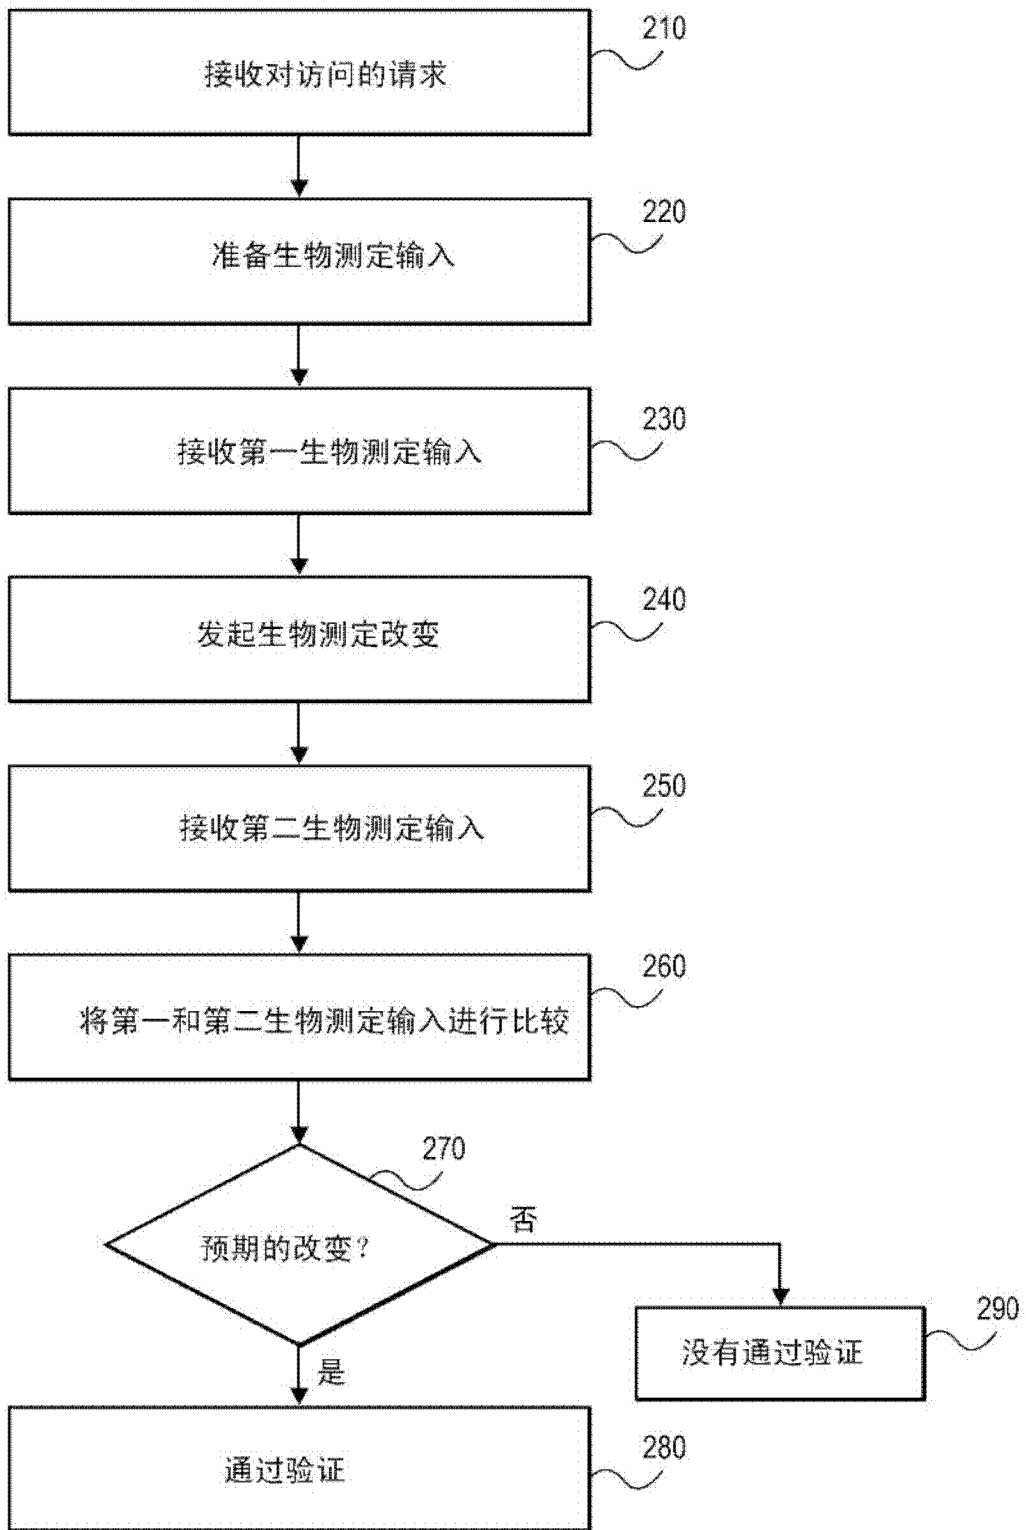 210
接收对访问的请求
220
准备生物测定输入
230
接收第一生物测定输入
240
发起生物测定改变
250
接收第二生物测定输入
260
将第一和第二生物测定输入进行比较
270
预期的改变?
否
290
没有通过验证
是
280
通过验证